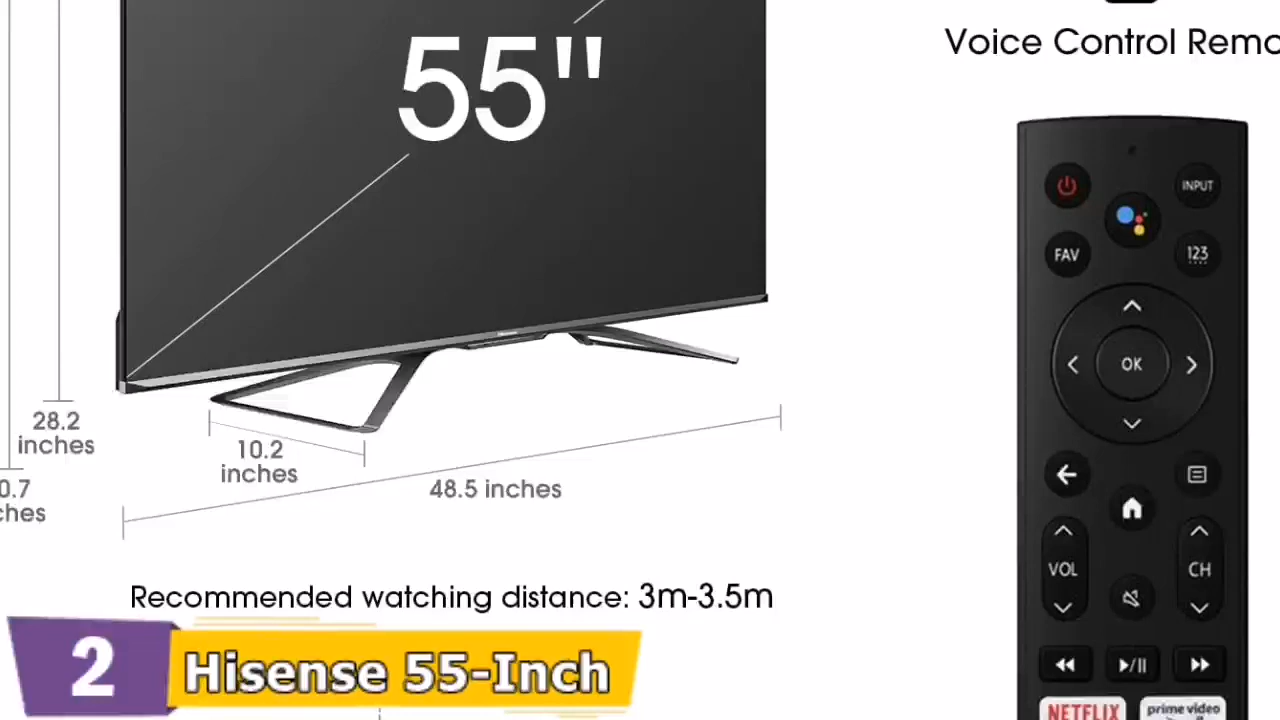 Voice Control Remo
55"
INPUT
FAV
123
OK
28.2
inches
10.2
inches
48.5 inches
0.7
ches
VOL
CH
Recommended watching distance: 3m-3.5m
2
Hisense 55-Inch
NETFLIX
prime video